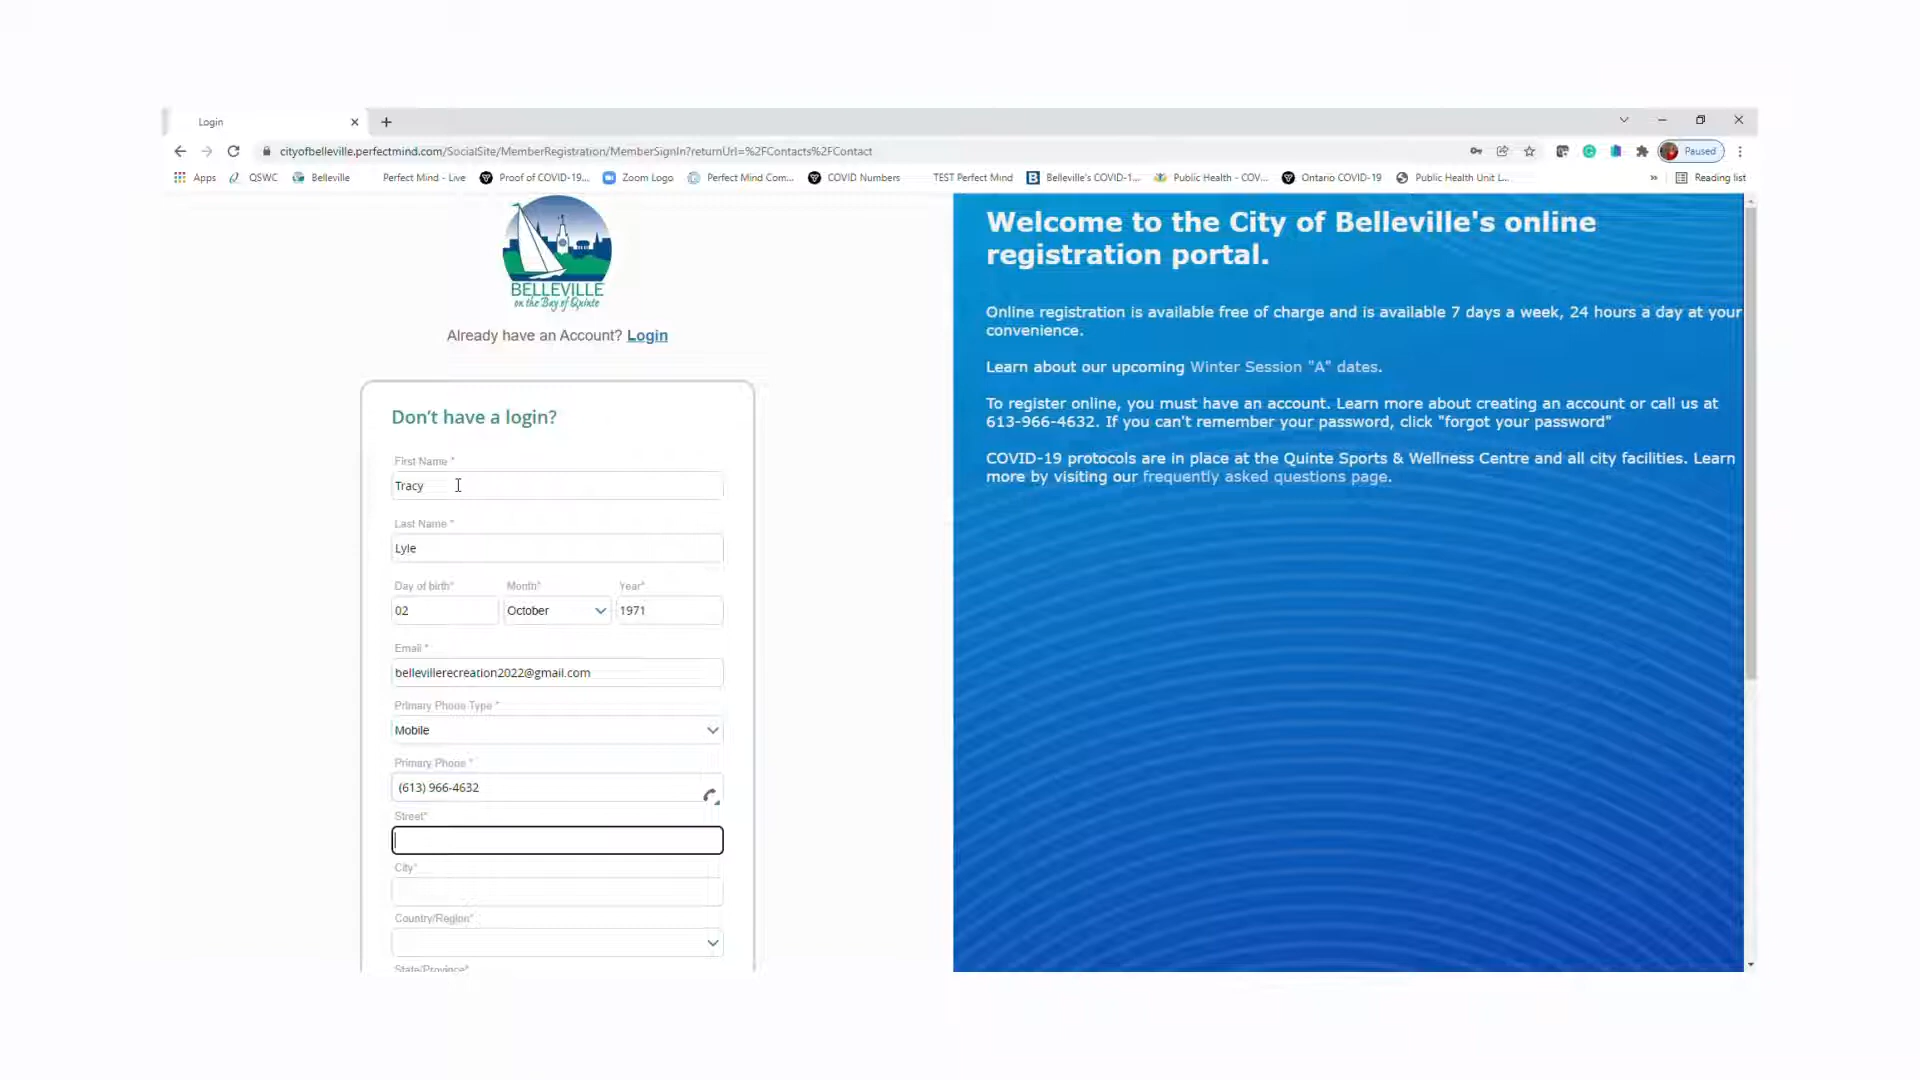 Login
cityofbelleville.perfectmind.com/SocialSite/MemberRegistration/MemberSignIn?returnUrl=%2FContacts%2FContact
Paused
Apps QSWC Belleville Perfect Mind - Live Proof of COVID-19... Zoom Logo Perfect Mind Com... COVID Numbers TEST Perfect Mind Belleville's COVID-1... Public Health - COV... Ontario COVID-19 Public Health Unit L... » Reading list
BELLEVILLE
on the Bay of Quinte
Already have an Account? Login
Don't have a login?
First Name *
Tracy
Last Name *
Lyle
Day of birth* Month* Year*
02 October 1971
Email *
bellevillerecreation2022@gmail.com
Primary Phone Type *
Mobile
Primary Phone *
(613) 966-4632
Street*
City*
Country/Region*
State/Province*
Welcome to the City of Belleville's online
registration portal.
Online registration is available free of charge and is available 7 days a week, 24 hours a day at your
convenience.
Learn about our upcoming Winter Session "A" dates.
To register online, you must have an account. Learn more about creating an account or call us at
613-966-4632. If you can't remember your password, click "forgot your password"
COVID-19 protocols are in place at the Quinte Sports & Wellness Centre and all city facilities. Learn
more by visiting our frequently asked questions page.